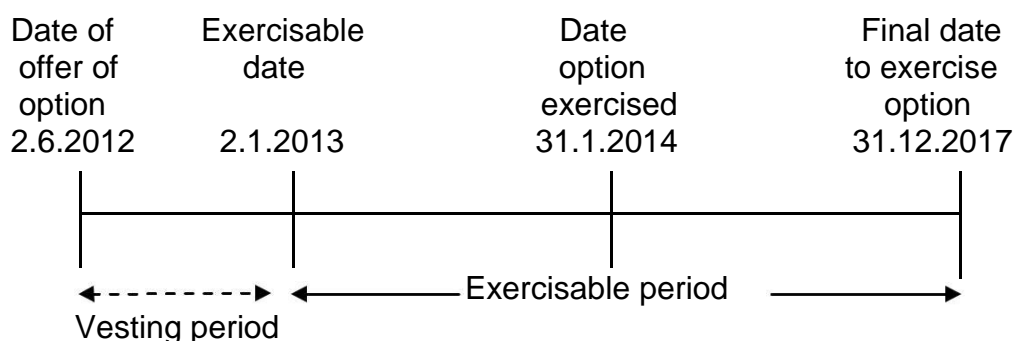 Date of Exercisable Date Final date
offer of date option to exercise
option exercised option
2.6.2012 2.1.2013 31.1.2014 31.12.2017
Exercisable period
Vesting period